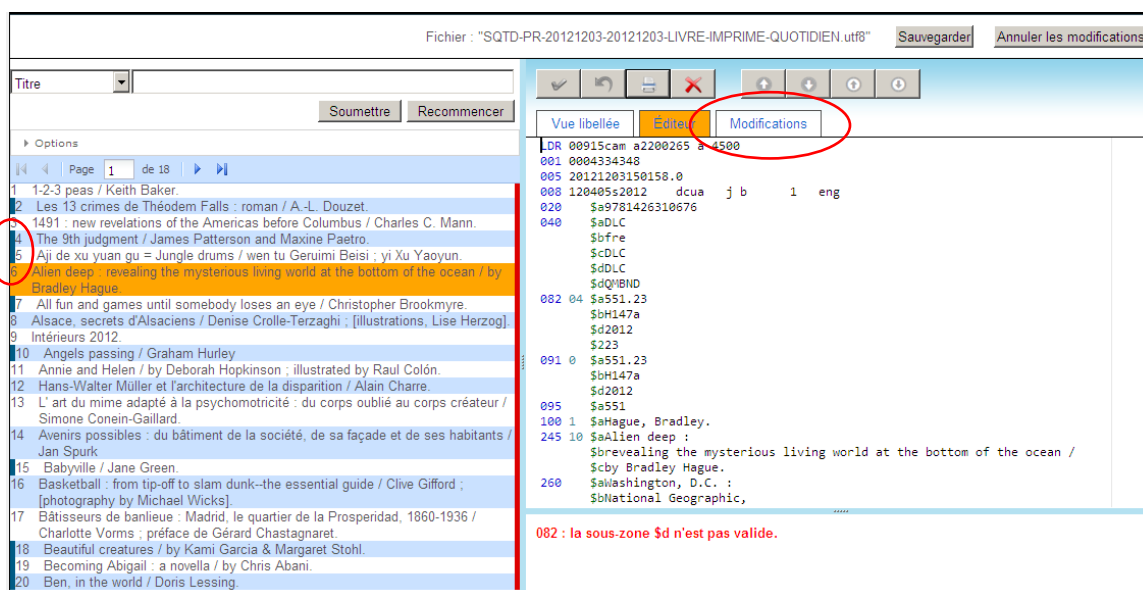 Fichier : "SQTD-PR-20121203-20121203-LIVRE-IMPRIME-QUOTIDIEN.utf8" Sauvegarder Annuler les modifications
Titre
Soumettre Recommencer
Options
Page 1 de 18
1 1-2-3 peas / Keith Baker.
2 Les 13 crimes de Théodem Falls : roman / A.-L. Douzet.
3 1491 : new revelations of the Americas before Columbus / Charles C. Mann.
4 The 9th judgment / James Patterson and Maxine Paetro.
5 Aji de xu yuan gu = Jungle drums / wen tu Geruimi Beisi ; yi Xu Yaoyun.
6 Alien deep : revealing the mysterious living world at the bottom of the ocean / by
Bradley Hague.
7 All fun and games until somebody loses an eye / Christopher Brookmyre.
8 Alsace, secrets d'Alsaciens / Denise Crolle-Terzaghi ; [illustrations, Lise Herzog].
9 Intérieurs 2012.
10 Angels passing / Graham Hurley
11 Annie and Helen / by Deborah Hopkinson ; illustrated by Raul Colón.
12 Hans-Walter Müller et l'architecture de la disparition / Alain Charre.
13 L' art du mime adapté à la psychomotricité : du corps oublié au corps créateur /
Simone Conein-Gaillard.
14 Avenirs possibles : du bâtiment de la société, de sa façade et de ses habitants /
Jan Spurk
15 Babyville / Jane Green.
16 Basketball : from tip-off to slam dunk--the essential guide / Clive Gifford ;
[photography by Michael Wicks].
17 Bâtisseurs de banlieue : Madrid, le quartier de la Prosperidad, 1860-1936 /
Charlotte Vorms ; préface de Gérard Chastagnaret.
18 Beautiful creatures / by Kami Garcia & Margaret Stohl.
19 Becoming Abigail : a novella / by Chris Abani.
20 Ben, in the world / Doris Lessing.
Vue libellée Éditeur Modifications
LDR 00915cam a2200265 a 4500
001 0004334348
005 20121203150158.0
008 120405s2012 dcua j b 1 eng
020 $a9781426310676
040 $aDLC
$bfre
$cDLC
$dDLC
$dQMBND
082 04 $a551.23
$bH147a
$d2012
$223
091 0 $a551.23
$bH147a
$d2012
095 $a551
100 1 $aHague, Bradley.
245 10 $aAlien deep :
$brevealing the mysterious living world at the bottom of the ocean /
$cby Bradley Hague.
260 $aWashington, D.C. :
$bNational Geographic,
082 : la sous-zone $d n'est pas valide.